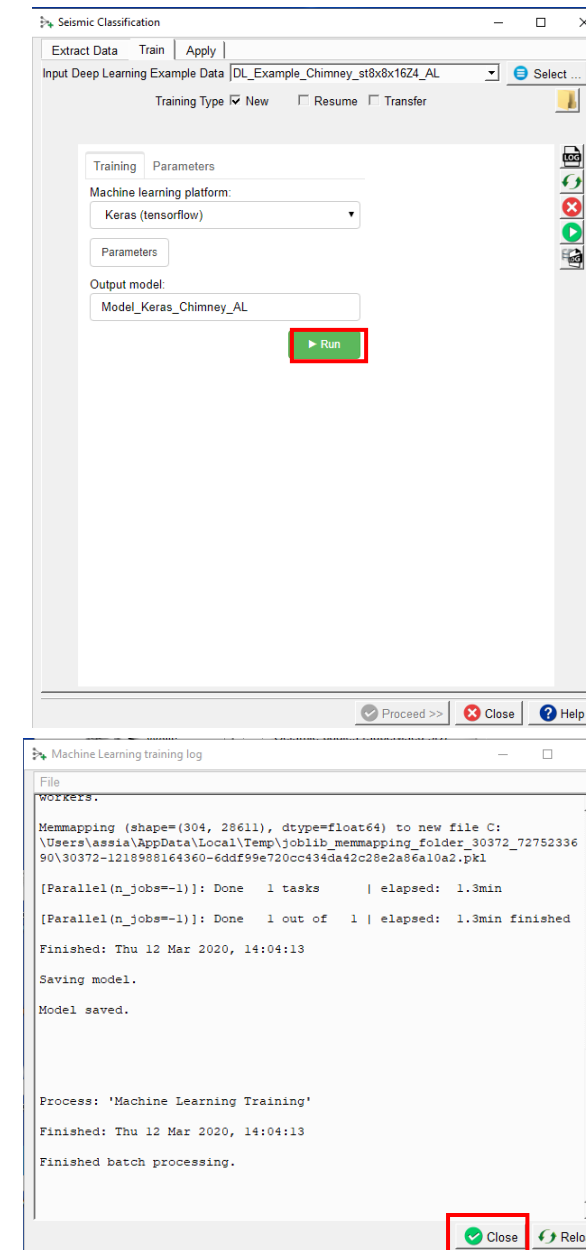 Seismic Classification
Extract Data Train Apply
Input Deep Learning Example Data DL_Example_Chimney_st8x8x16Z4_AL Select ...
Training Type New Resume Transfer
LOG
Training Parameters
Machine learning platform:
Keras (tensorflow)
Parameters
Output model:
Model_Keras_Chimney_AL
Run
Proceed >> Close Help
Machine Learning training log
File
workers.
Memmapping (shape=(304, 28611), dtype=float64) to new file C:
\Users\assia\AppData\Local\Temp\joblib_memmapping_folder_30372_72752336
90\30372-1218988164360-6ddf99e720cc434da42c28e2a86a10a2.pkl
[Parallel(n_jobs=-1)]: Done 1 tasks | elapsed: 1.3min
[Parallel(n_jobs=-1)]: Done 1 out of 1 | elapsed: 1.3min finished
Finished: Thu 12 Mar 2020, 14:04:13
Saving model.
Model saved.
Process: 'Machine Learning Training'
Finished: Thu 12 Mar 2020, 14:04:13
Finished batch processing.
Close Relo